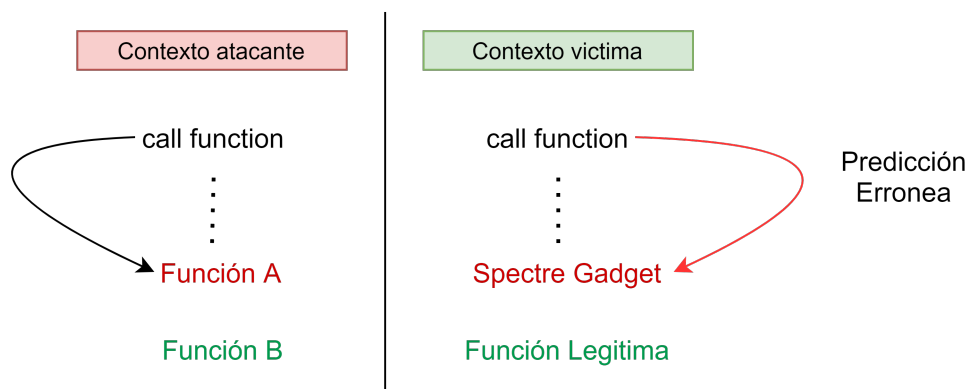 Contexto atacante
call function
Función A
Función B
Contexto victima
call function
Spectre Gadget
Función Legitima
Predicción
Erronea